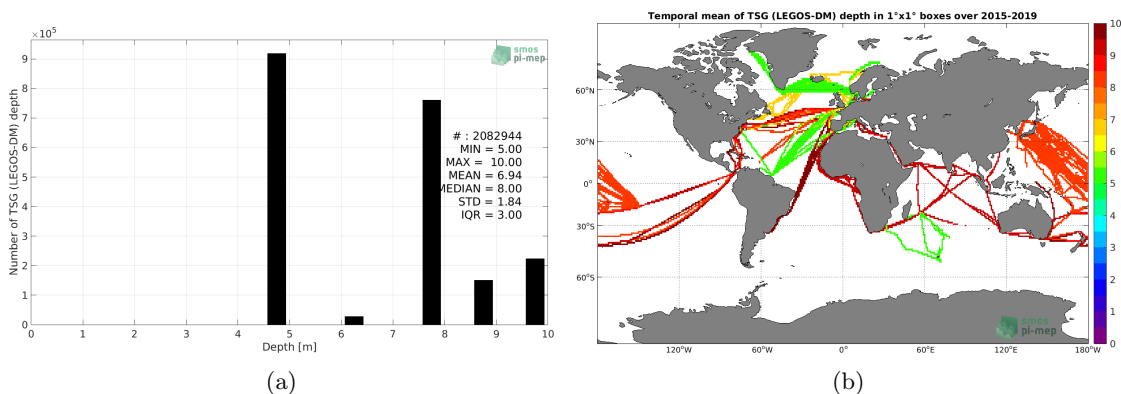 ×10⁵
9
8
7
6
5
4
3
2
1
0
Number of TSG (LEGOS-DM) depth
smos
pi-mep
# : 2082944
MIN = 5.00
MAX = 10.00
MEAN = 6.94
MEDIAN = 8.00
STD = 1.84
IQR = 3.00
0 1 2 3 4 5 6 7 8 9 10
Depth [m]
(a)
Temporal mean of TSG (LEGOS-DM) depth in 1°x1° boxes over 2015-2019
60°N
30°N
0°
30°S
60°S
120°W 60°W 0° 60°E 120°E 180°W
smos
pi-mep
10
9
8
7
6
5
4
3
2
1
0
(b)